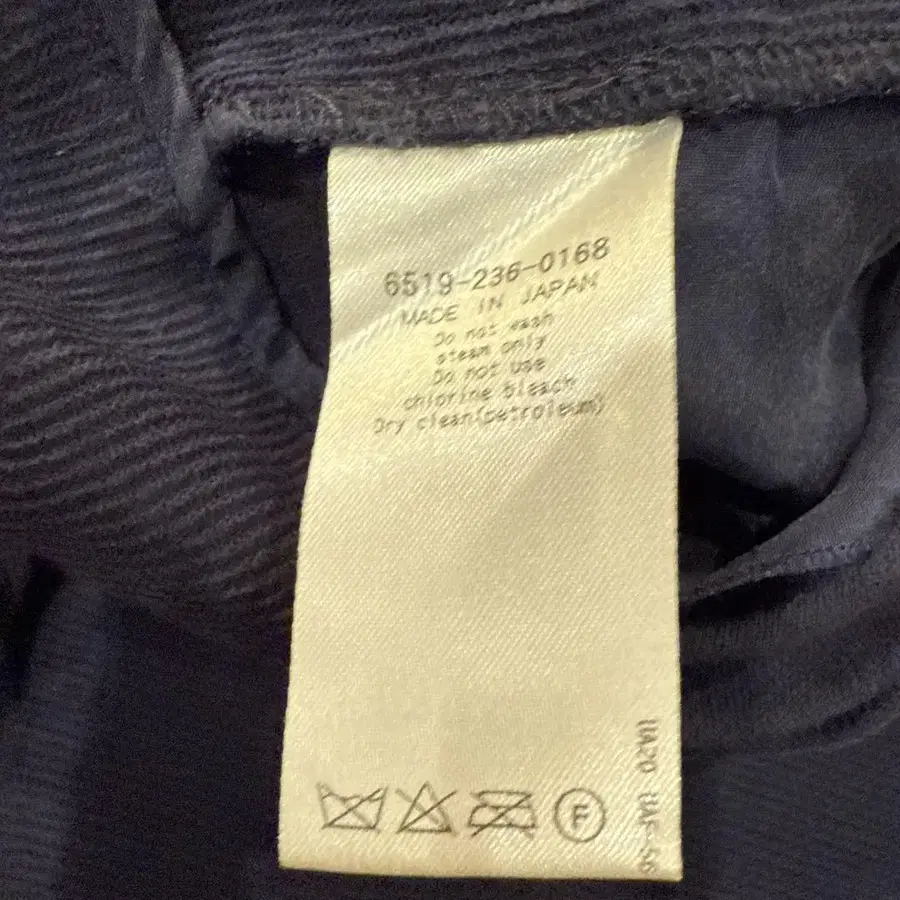 6519-236-0168
MADE IN JAPAN
Do not wash
steam only
Do not use
chlorine bleach
Dry clean(petroleum)
F